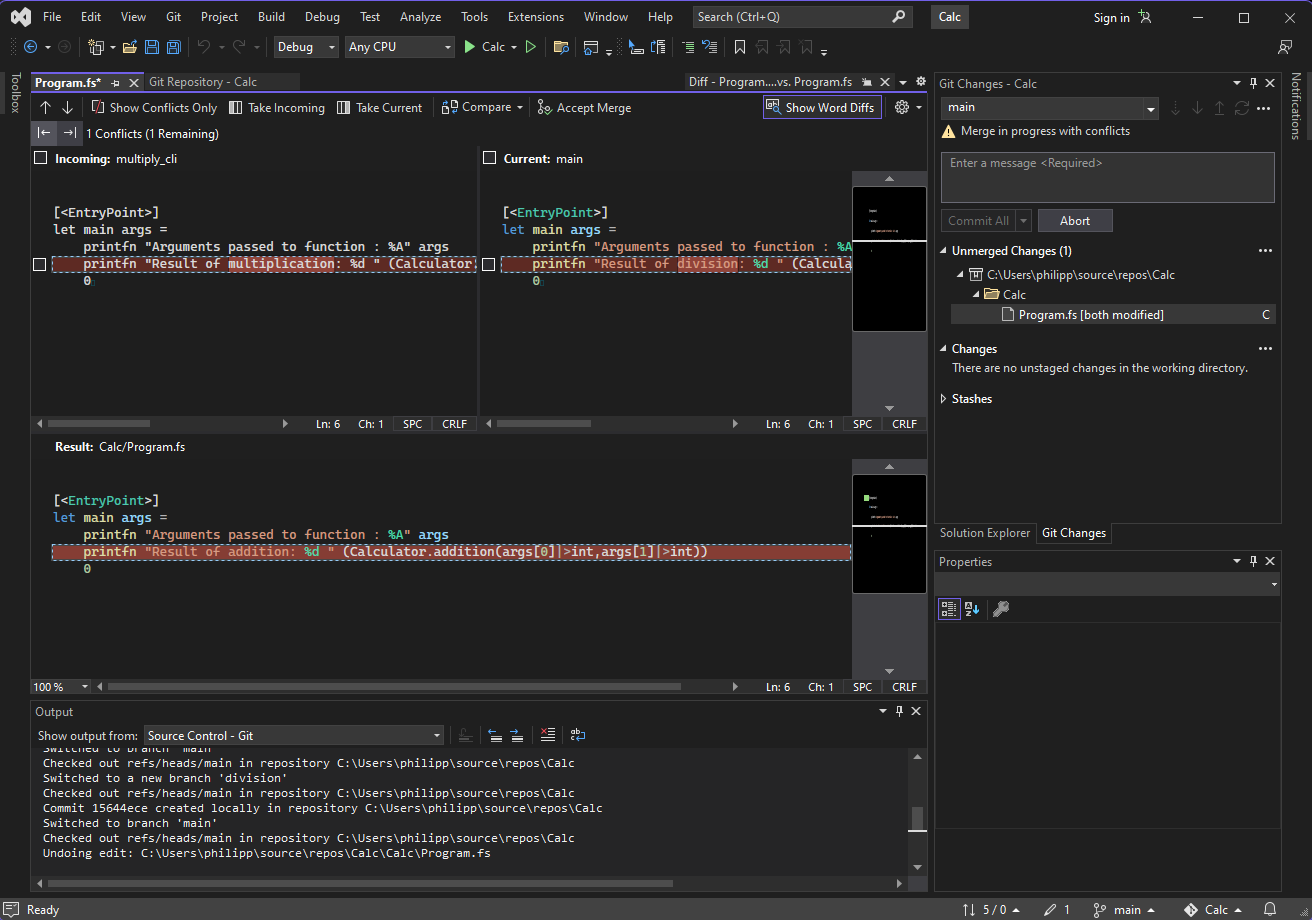 File Edit View Git Project Build Debug Test Analyze Tools Extensions Window Help Search (Ctrl+Q) Calc Sign in
Debug Any CPU Calc
Toolbox
Program.fs* Git Repository - Calc Diff - Program....vs. Program.fs
Show Conflicts Only Take Incoming Take Current Compare Accept Merge Show Word Diffs
1 Conflicts (1 Remaining)
Incoming: multiply_cli
[<EntryPoint>]
let main args =
printfn "Arguments passed to function : %A" args
printfn "Result of multiplication: %d " (Calculator
0
Ln: 6 Ch: 1 SPC CRLF
Current: main
[<EntryPoint>]
let main args =
printfn "Arguments passed to function : %A
printfn "Result of division: %d " (Calcula
0
Ln: 6 Ch: 1 SPC CRLF
Result: Calc/Program.fs
[<EntryPoint>]
let main args =
printfn "Arguments passed to function : %A" args
printfn "Result of addition: %d " (Calculator.addition(args[0]|>int,args[1]|>int))
0
100 % Ln: 6 Ch: 1 SPC CRLF
Output
Show output from: Source Control - Git
Switched to branch 'main'
Checked out refs/heads/main in repository C:\Users\philipp\source\repos\Calc
Switched to a new branch 'division'
Checked out refs/heads/main in repository C:\Users\philipp\source\repos\Calc
Commit 15644ece created locally in repository C:\Users\philipp\source\repos\Calc
Switched to branch 'main'
Checked out refs/heads/main in repository C:\Users\philipp\source\repos\Calc
Undoing edit: C:\Users\philipp\source\repos\Calc\Calc\Program.fs
Git Changes - Calc
main
Merge in progress with conflicts
Enter a message <Required>
Commit All Abort
Unmerged Changes (1)
C:\Users\philipp\source\repos\Calc
Calc
Program.fs [both modified] C
Changes
There are no unstaged changes in the working directory.
Stashes
Solution Explorer Git Changes
Properties
Notifications
Ready 5 / 0 1 main Calc